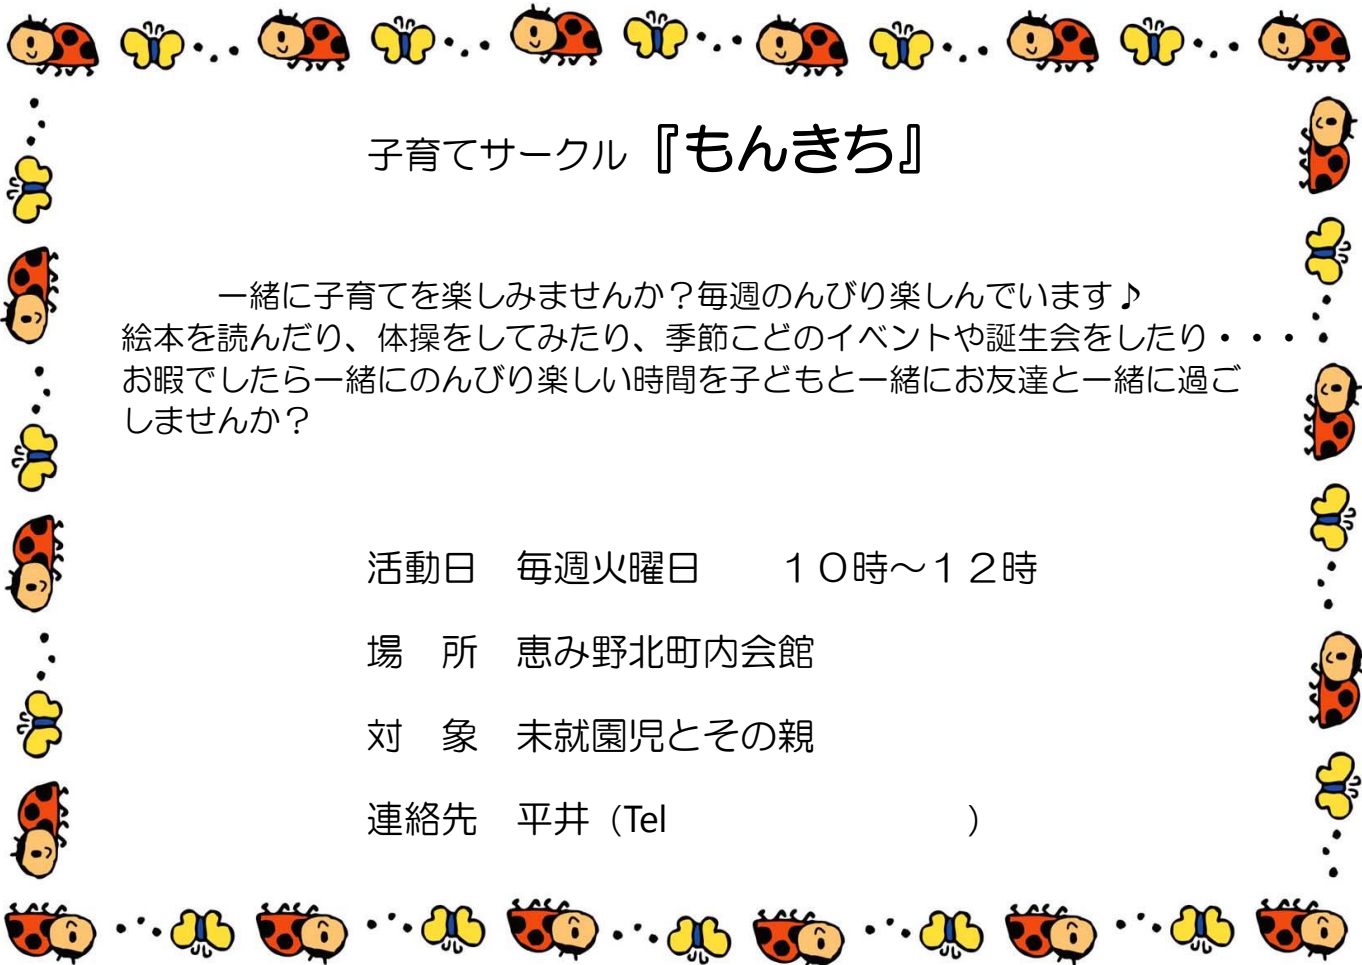 子育てサークル『もんきち』
一緒に子育てを楽しみませんか？毎週のんびり楽しんでいます♪
絵本を読んだり、体操をしてみたり、季節こどのイベントや誕生会をしたり・・・
お暇でしたら一緒にのんびり楽しい時間を子どもと一緒にお友達と一緒に過ご
しませんか？
活動日　毎週火曜日　　１０時～１２時
場　所　恵み野北町内会館
対　象　未就園児とその親
連絡先　平井（Tel　　　　　　　　）